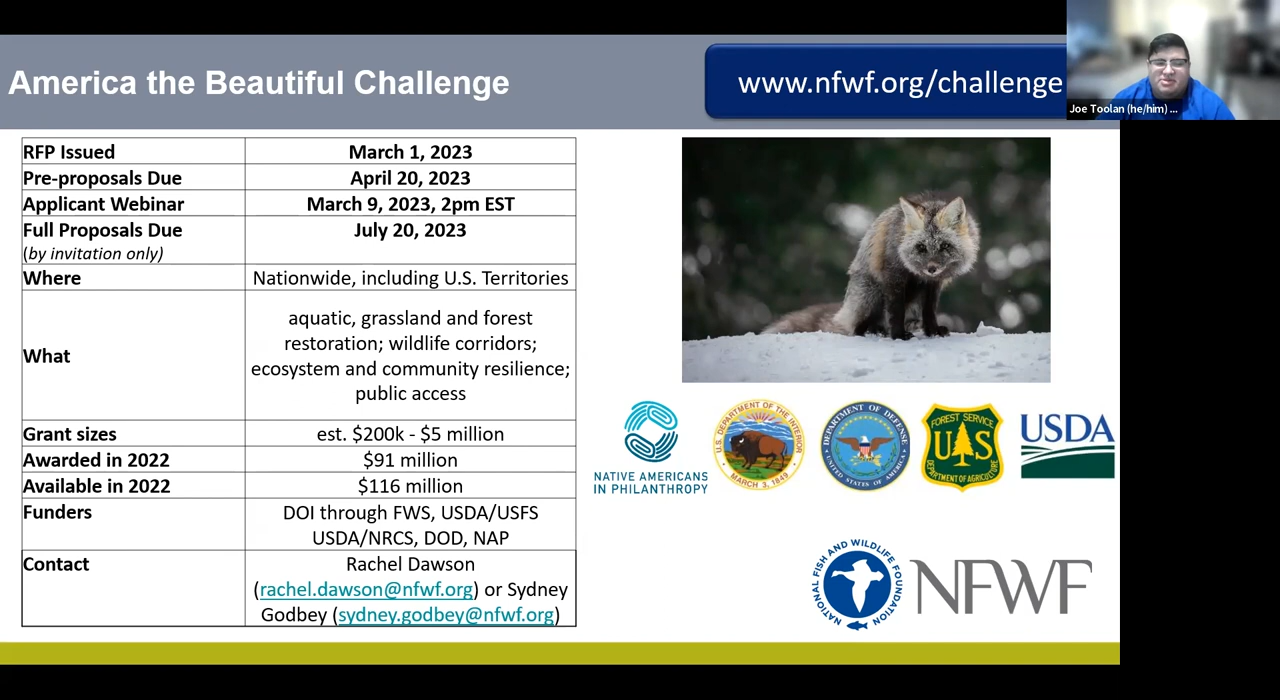 America the Beautiful Challenge
www.nfwf.org/challenge
Joe Toolan (he/him) ...
RFP Issued
March 1, 2023
Pre-proposals Due
April 20, 2023
Applicant Webinar
March 9, 2023, 2pm EST
Full Proposals Due
(by invitation only)
July 20, 2023
Where
Nationwide, including U.S. Territories
What
aquatic, grassland and forest
restoration; wildlife corridors;
ecosystem and community resilience;
public access
Grant sizes
est. $200k - $5 million
Awarded in 2022
$91 million
Available in 2022
$116 million
Funders
DOI through FWS, USDA/USFS
USDA/NRCS, DOD, NAP
Contact
Rachel Dawson
(rachel.dawson@nfwf.org) or Sydney
Godbey (sydney.godbey@nfwf.org)
NATIVE AMERICANS
IN PHILANTHROPY
U.S. DEPARTMENT OF THE INTERIOR
MARCH 3, 1849
DEPARTMENT OF DEFENSE
UNITED STATES OF AMERICA
FOREST SERVICE
U S
DEPARTMENT OF AGRICULTURE
USDA
NATIONAL FISH AND WILDLIFE FOUNDATION
NFWF